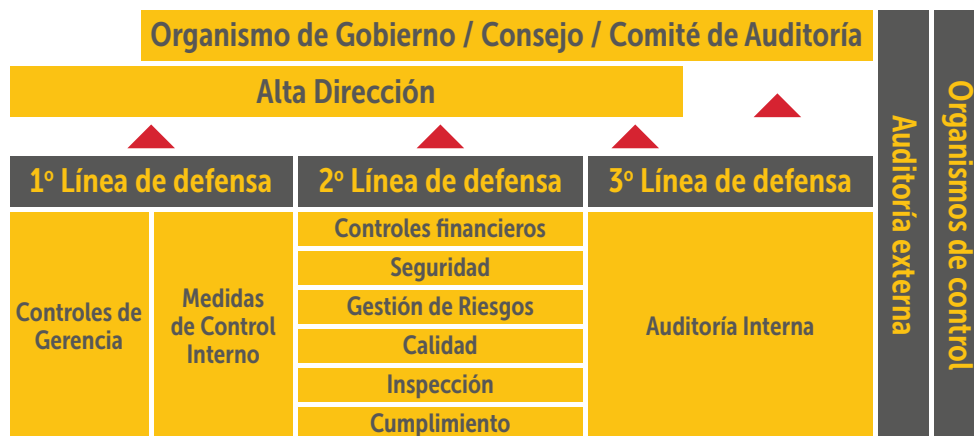 Organismo de Gobierno / Consejo / Comité de Auditoría
Alta Dirección
1º Línea de defensa
2º Línea de defensa
3º Línea de defensa
Controles de
Gerencia
Medidas
de Control
Interno
Controles financieros
Seguridad
Gestión de Riesgos
Calidad
Inspección
Cumplimiento
Auditoría Interna
Auditoría externa
Organismos de control